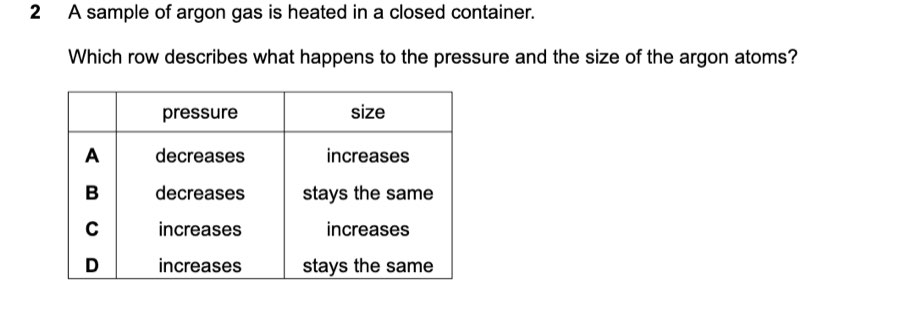 2 A sample of argon gas is heated in a closed container.
Which row describes what happens to the pressure and the size of the argon atoms?
pressure size
A decreases increases
B decreases stays the same
C increases increases
D increases stays the same